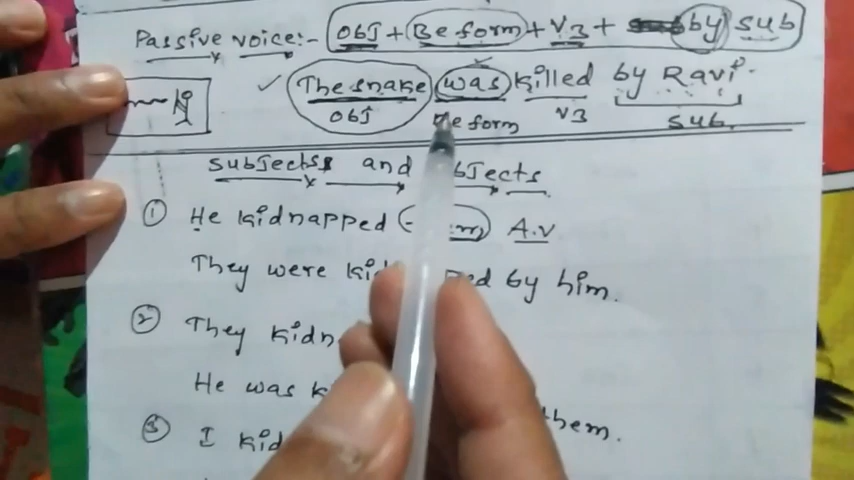 Passive voice:- Obj + Be form + V3 + by sub
The snake was killed by Ravi.
Obj Be form V3 sub.
Subjects and objects
① He kidnapped A.V
They were by him.
② They
He was them.
③ I